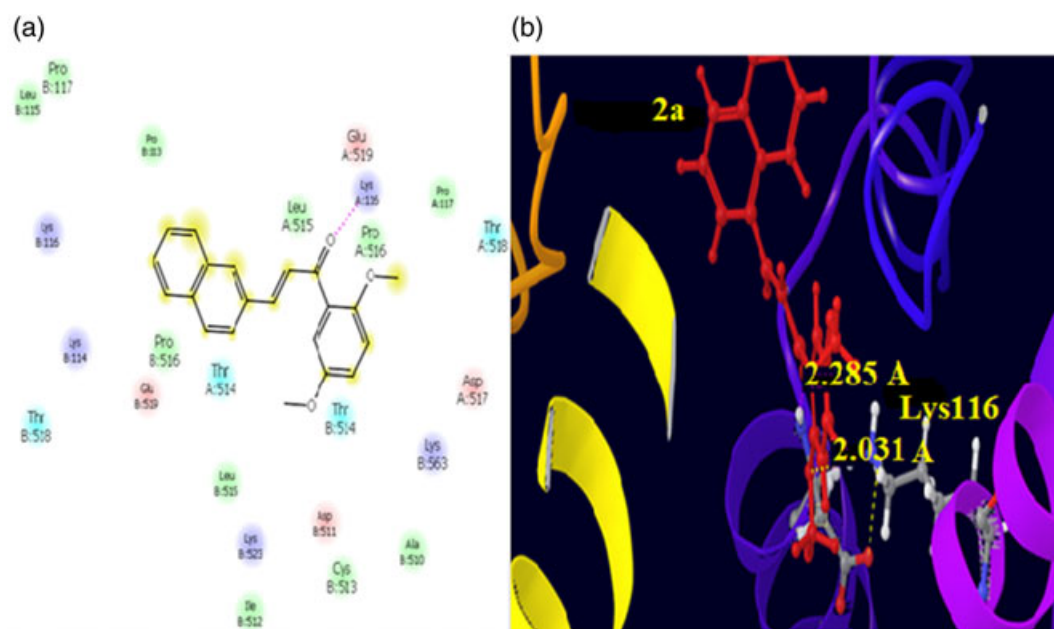 (a)
(b)
Pro
B:117
Leu
B:115
Pro
B:113
Glu
A:519
Lys
A:116
Pro
A:117
Leu
A:515
Pro
A:516
Thr
A:518
Lys
B:116
O
O
Lys
B:114
Pro
B:516
Glu
B:519
Thr
A:514
Asp
A:517
O
Thr
B:514
Thr
B:518
Lys
B:563
Leu
B:515
Asp
B:511
Lys
B:523
Ala
B:510
Cys
B:513
Ile
B:512
2a
2.285 A
Lys116
2.031 A